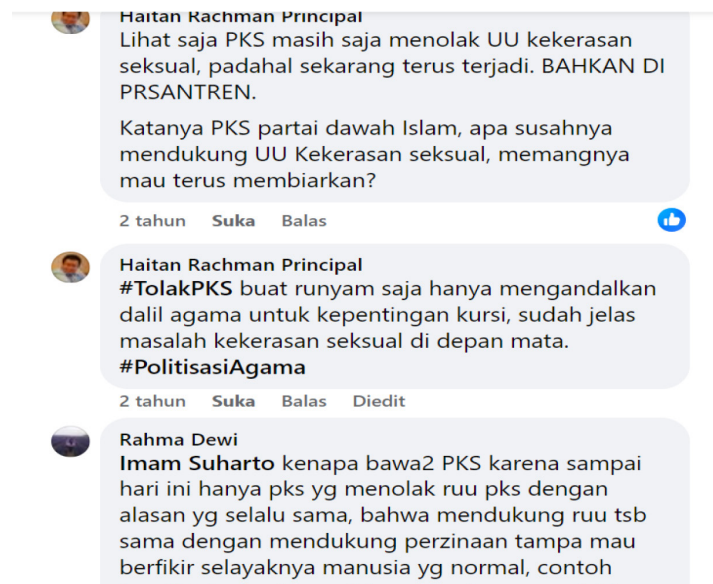 Haitan Rachman Principal
Lihat saja PKS masih saja menolak UU kekerasan
seksual, padahal sekarang terus terjadi. BAHKAN DI
PRSANTREN.
Katanya PKS partai dawah Islam, apa susahnya
mendukung UU Kekerasan seksual, memangnya
mau terus membiarkan?
2 tahun Suka Balas
Haitan Rachman Principal
#TolakPKS buat runyam saja hanya mengandalkan
dalil agama untuk kepentingan kursi, sudah jelas
masalah kekerasan seksual di depan mata.
#PolitisasiAgama
2 tahun Suka Balas Diedit
Rahma Dewi
Imam Suharto kenapa bawa2 PKS karena sampai
hari ini hanya pks yg menolak ruu pks dengan
alasan yg selalu sama, bahwa mendukung ruu tsb
sama dengan mendukung perzinaan tampa mau
berfikir selayaknya manusia yg normal, contoh